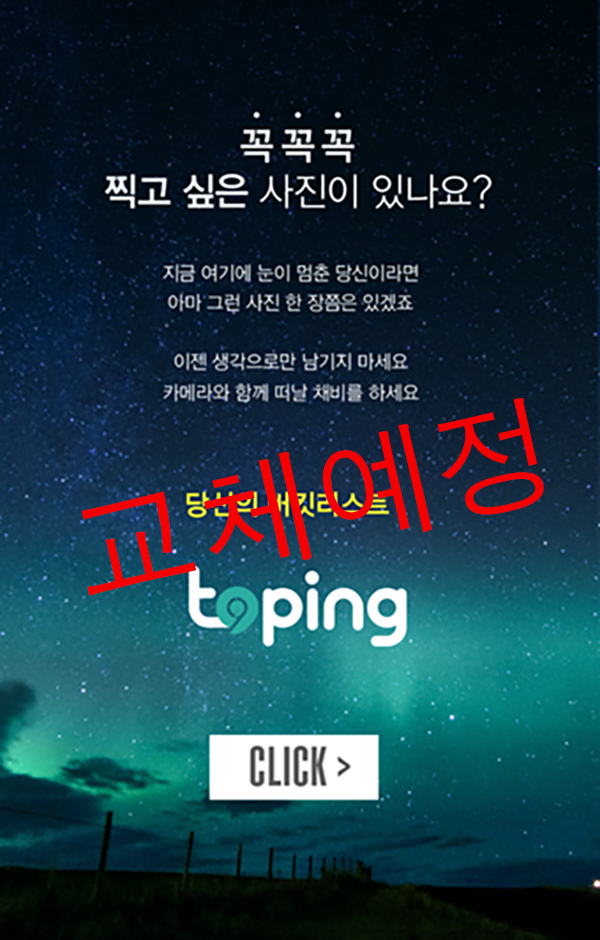 꼭꼭꼭
찍고 싶은 사진이 있나요?
지금 여기에 눈이 멈춘 당신이라면
아마 그런 사진 한 장쯤은 있겠죠
이젠 생각으로만 남기지 마세요
카메라와 함께 떠날 채비를 하세요
당신의 버킷리스트
교체예정
toping
CLICK >